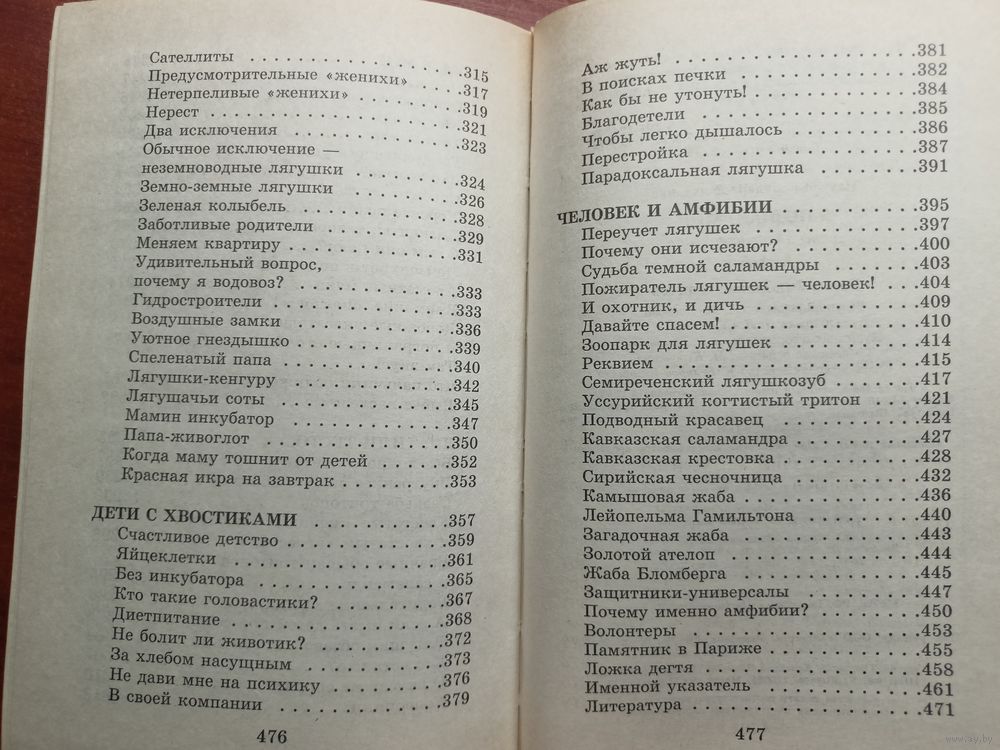 Сателлиты . . . . . . . . . . . . . . .315
Предусмотрительные «женихи» . . . .317
Нетерпеливые «женихи» . . . . . . . .319
Нерест . . . . . . . . . . . . . . . . .321
Два исключения . . . . . . . . . . . .323
Обычное исключение —
неземноводные лягушки . . . . . . . .324
Земно-земные лягушки . . . . . . . .326
Зеленая колыбель . . . . . . . . . . .328
Заботливые родители . . . . . . . . .329
Меняем квартиру . . . . . . . . . . .331
Удивительный вопрос,
почему я водовоз? . . . . . . . . . .333
Гидростроители . . . . . . . . . . . .333
Воздушные замки . . . . . . . . . . .336
Уютное гнездышко . . . . . . . . . . .339
Спеленатый папа . . . . . . . . . . .340
Лягушки-кенгуру . . . . . . . . . . .342
Лягушачьи соты . . . . . . . . . . . .345
Мамин инкубатор . . . . . . . . . . .347
Папа-живоглот . . . . . . . . . . . .350
Когда маму тошнит от детей . . . . . .352
Красная икра на завтрак . . . . . . .353
ДЕТИ С ХВОСТИКАМИ . . . . . . . . .357
Счастливое детство . . . . . . . . . .359
Яйцеклетки . . . . . . . . . . . . . .361
Без инкубатора . . . . . . . . . . . .365
Кто такие головастики? . . . . . . . .367
Диетпитание . . . . . . . . . . . . .368
Не болит ли животик? . . . . . . . . .372
За хлебом насущным . . . . . . . . .373
Не дави мне на психику . . . . . . . .376
В своей компании . . . . . . . . . . .379
476
Аж жуть! . . . . . . . . . . . . . . .381
В поисках печки . . . . . . . . . . .382
Как бы не утонуть! . . . . . . . . . .384
Благодетели . . . . . . . . . . . . .385
Чтобы легко дышалось . . . . . . . .386
Перестройка . . . . . . . . . . . . .387
Парадоксальная лягушка . . . . . . .391
ЧЕЛОВЕК И АМФИБИИ . . . . . . . . .395
Переучет лягушек . . . . . . . . . . .397
Почему они исчезают? . . . . . . . . .400
Судьба темной саламандры . . . . . .403
Пожиратель лягушек — человек! . . .404
И охотник, и дичь . . . . . . . . . .409
Давайте спасем! . . . . . . . . . . .410
Зоопарк для лягушек . . . . . . . . .414
Реквием . . . . . . . . . . . . . . .415
Семиреченский лягушкозуб . . . . . .417
Уссурийский когтистый тритон . . . .421
Подводный красавец . . . . . . . . .424
Кавказская саламандра . . . . . . . .427
Кавказская крестовка . . . . . . . . .428
Сирийская чесночница . . . . . . . .432
Камышовая жаба . . . . . . . . . . .436
Лейопельма Гамильтона . . . . . . . .440
Загадочная жаба . . . . . . . . . . .443
Золотой ателоп . . . . . . . . . . . .444
Жаба Бломберга . . . . . . . . . . .445
Защитники-универсалы . . . . . . . .447
Почему именно амфибии? . . . . . . .450
Волонтеры . . . . . . . . . . . . . .453
Памятник в Париже . . . . . . . . . .455
Ложка дегтя . . . . . . . . . . . . .458
Именной указатель . . . . . . . . . .461
Литература . . . . . . . . . . . . . .471
477
www.ay.by